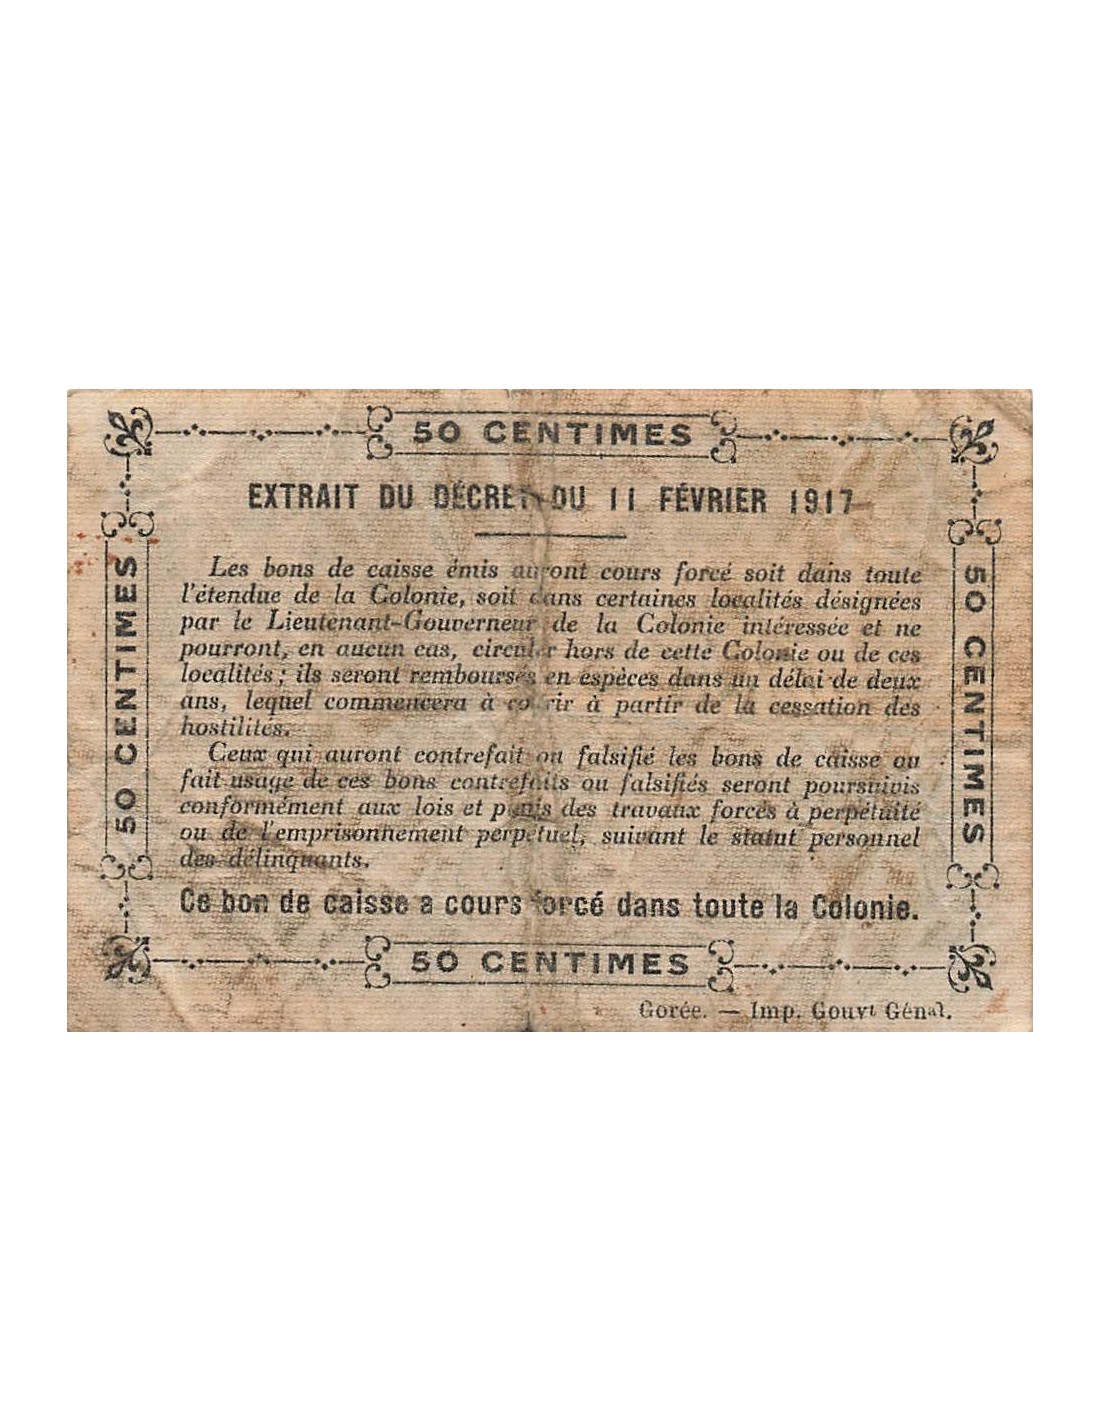 50 CENTIMES
EXTRAIT DU DÉCRET DU 11 FÉVRIER 1917
50 CENTIMES
50 CENTIMES
Les bons de caisse émis auront cours forcé soit dans toute
l'étendue de la Colonie, soit dans certaines localités désignées
par le Lieutenant-Gouverneur de la Colonie intéressée et ne
pourront, en aucun cas, circuler hors de cette Colonie ou de ces
localités ; ils seront remboursés en espèces dans un délai de deux
ans, lequel commencera à courir à partir de la cessation des
hostilités.
Ceux qui auront contrefait ou falsifié les bons de caisse ou
fait usage de ces bons contrefaits ou falsifiés seront poursuivis
conformément aux lois et punis des travaux forcés à perpétuité
ou de l'emprisonnement perpétuel, suivant le statut personnel
des délinquants.
Ce bon de caisse a cours forcé dans toute la Colonie.
50 CENTIMES
Gorée. — Imp. Gouvt Génal.